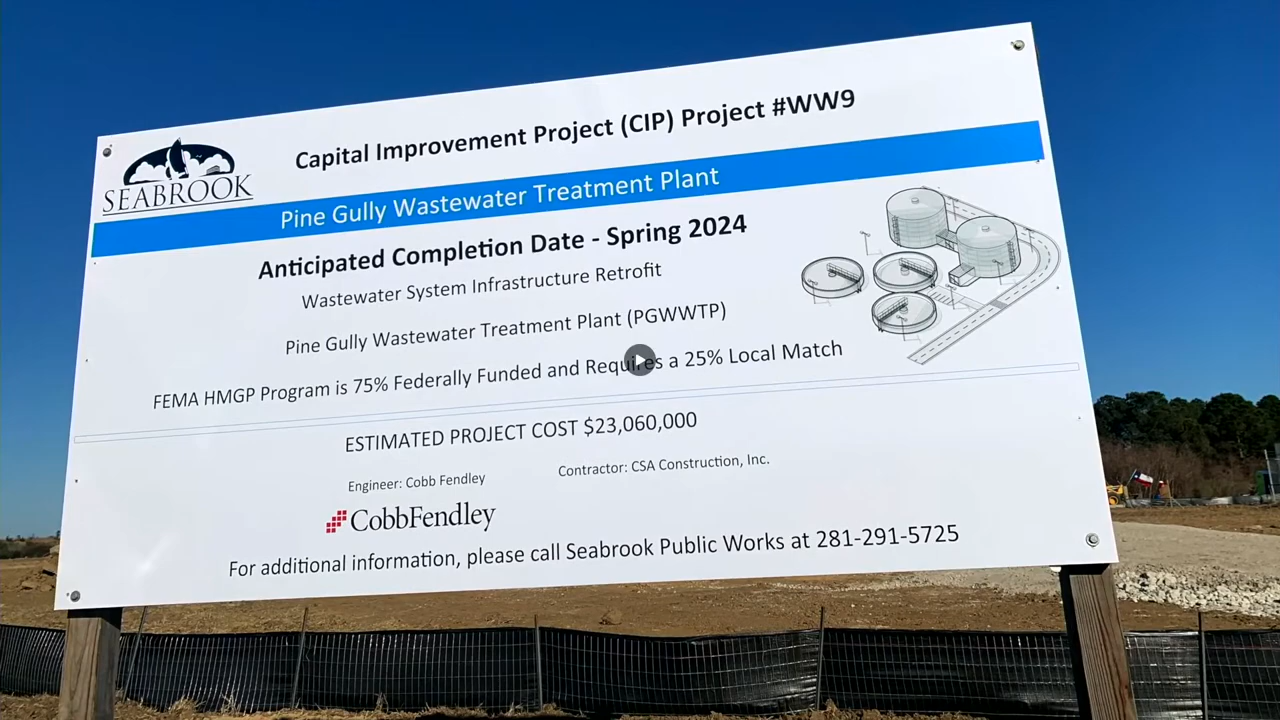 SEABROOK
Capital Improvement Project (CIP) Project #WW9
Pine Gully Wastewater Treatment Plant
Anticipated Completion Date - Spring 2024
Wastewater System Infrastructure Retrofit
Pine Gully Wastewater Treatment Plant (PGWWTP)
FEMA HMGP Program is 75% Federally Funded and Requires a 25% Local Match
ESTIMATED PROJECT COST $23,060,000
Engineer: Cobb Fendley
Contractor: CSA Construction, Inc.
CobbFendley
For additional information, please call Seabrook Public Works at 281-291-5725